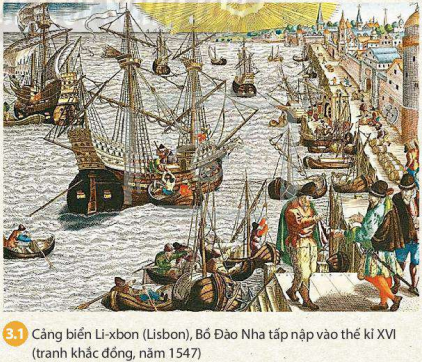 3.1 Cảng biển Li-xbon (Lisbon), Bồ Đào Nha tấp nập vào thế kỉ XVI
(tranh khắc đồng, năm 1547)